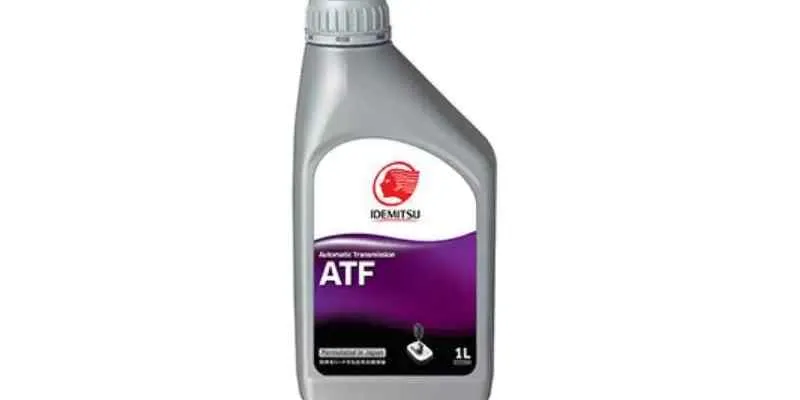 IDEMITSU
Automatic Transmission
ATF
Formulated in Japan
1L